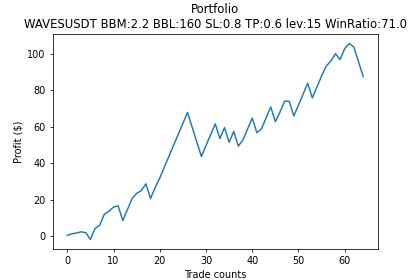 Portfolio
WAVESUSDT BBM:2.2 BBL:160 SL:0.8 TP:0.6 lev:15 WinRatio:71.0
100
80
60
40
20
0
Profit ($)
0 10 20 30 40 50 60
Trade counts